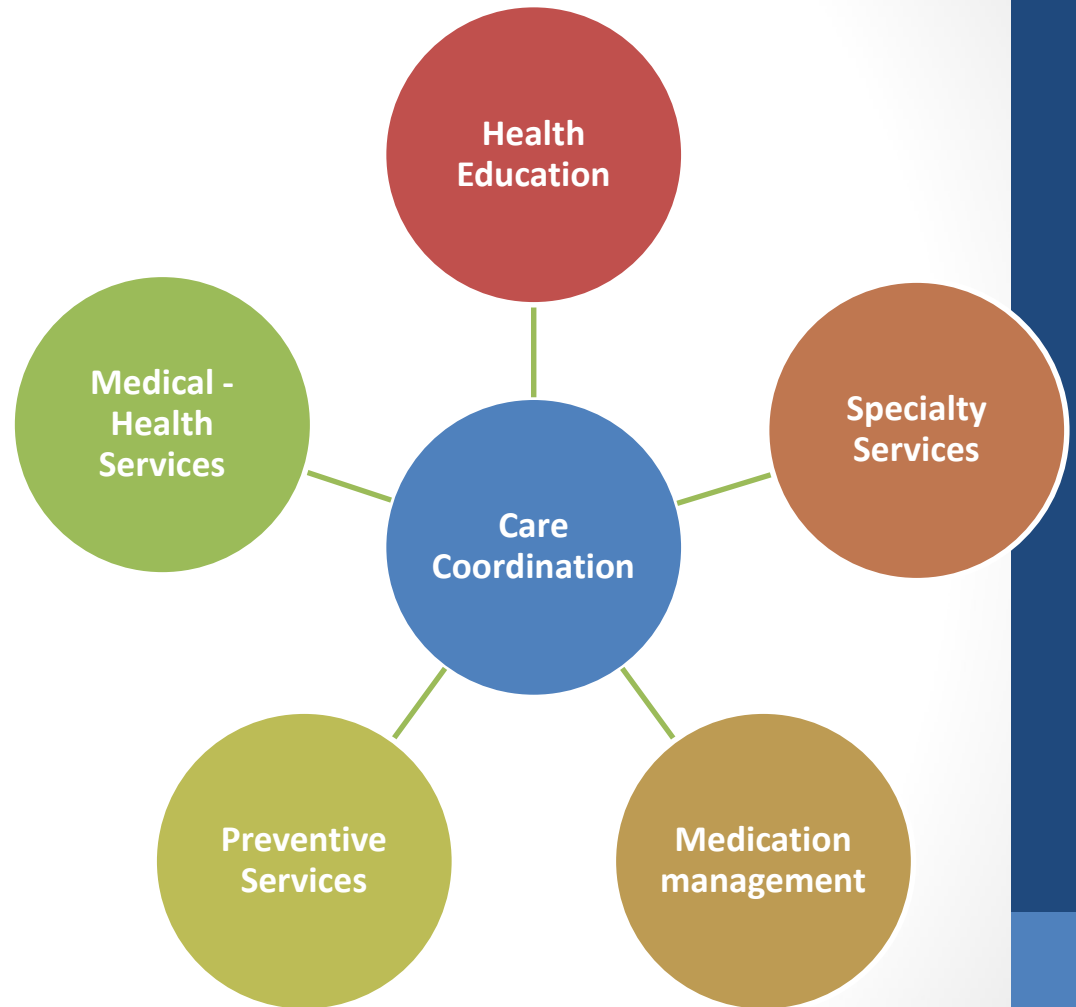 Health
Education
Medical -
Health
Services
Specialty
Services
Care
Coordination
Preventive
Services
Medication
management